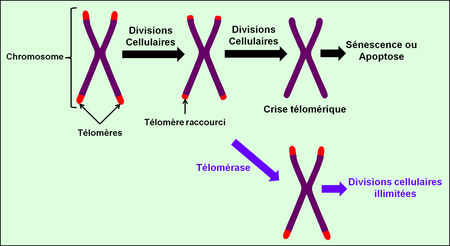 Divisions
Cellulaires
Divisions
Cellulaires
Chromosome
Sénescence ou
Apoptose
Télomères
Télomère raccourci
Crise télomérique
Télomérase
Divisions cellulaires
illimitées